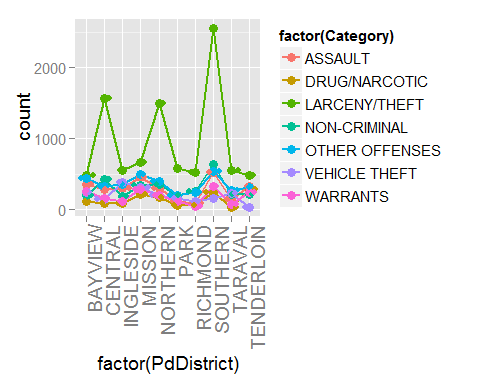 factor(Category)
ASSAULT
DRUG/NARCOTIC
LARCENY/THEFT
NON-CRIMINAL
OTHER OFFENSES
VEHICLE THEFT
WARRANTS
count
2000
1000
0
BAYVIEW
CENTRAL
INGLESIDE
MISSION
NORTHERN
PARK
RICHMOND
SOUTHERN
TARAVAL
TENDERLOIN
factor(PdDistrict)